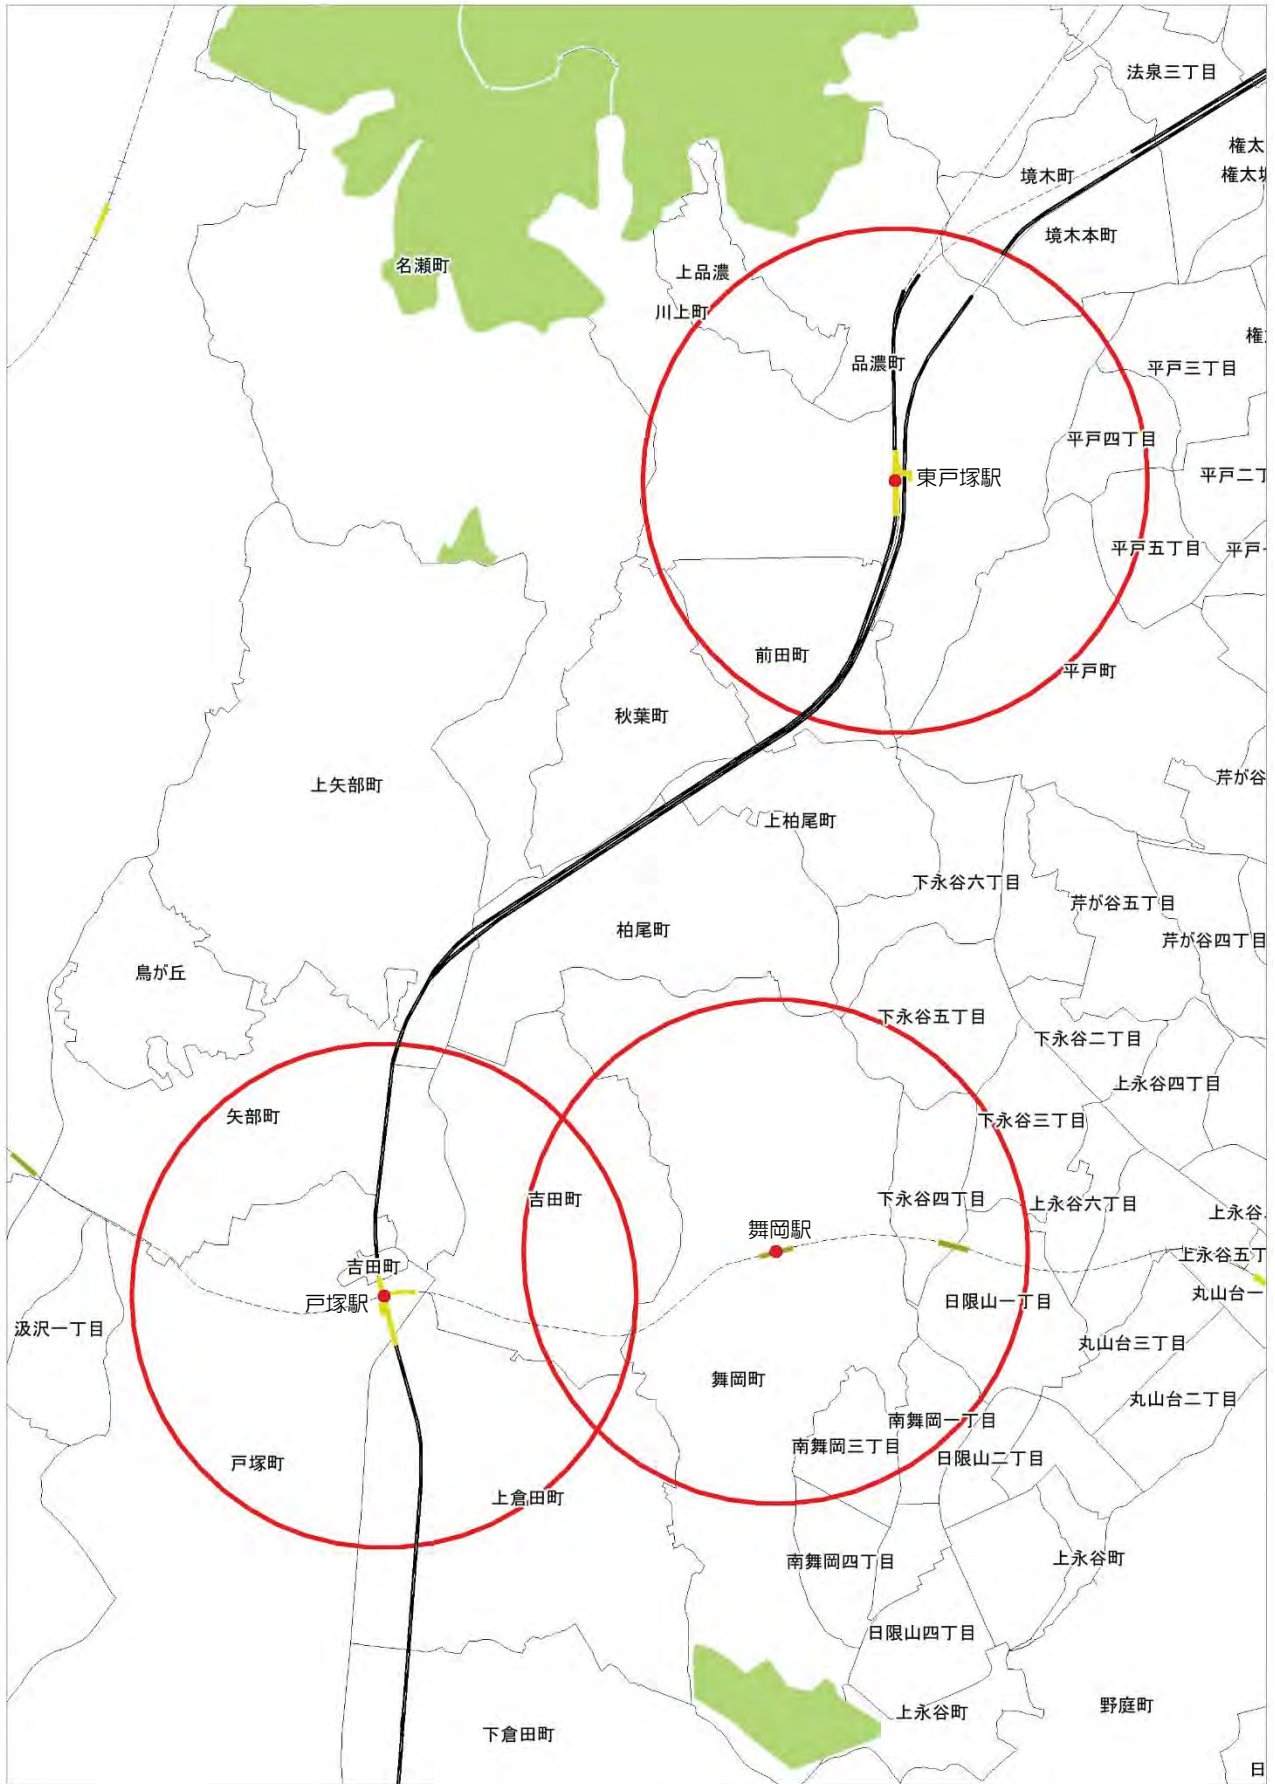 法泉三丁目
権太
権太坂
境木町
境木本町
名瀬町
上品濃
川上町
権太
品濃町
平戸三丁目
平戸四丁目
東戸塚駅
平戸二丁
平戸五丁目
平戸一
前田町
平戸町
秋葉町
上矢部町
芹が谷
上柏尾町
下永谷六丁目
芹が谷五丁目
柏尾町
芹が谷四丁目
鳥が丘
下永谷五丁目
下永谷二丁目
上永谷四丁目
矢部町
下永谷三丁目
吉田町
下永谷四丁目
上永谷六丁目
上永谷
舞岡駅
上永谷五丁
吉田町
丸山台一
戸塚駅
日限山一丁目
汲沢一丁目
丸山台三丁目
舞岡町
丸山台二丁目
南舞岡一丁目
南舞岡三丁目
戸塚町
日限山二丁目
上倉田町
南舞岡四丁目
上永谷町
日限山四丁目
上永谷町
野庭町
下倉田町
日